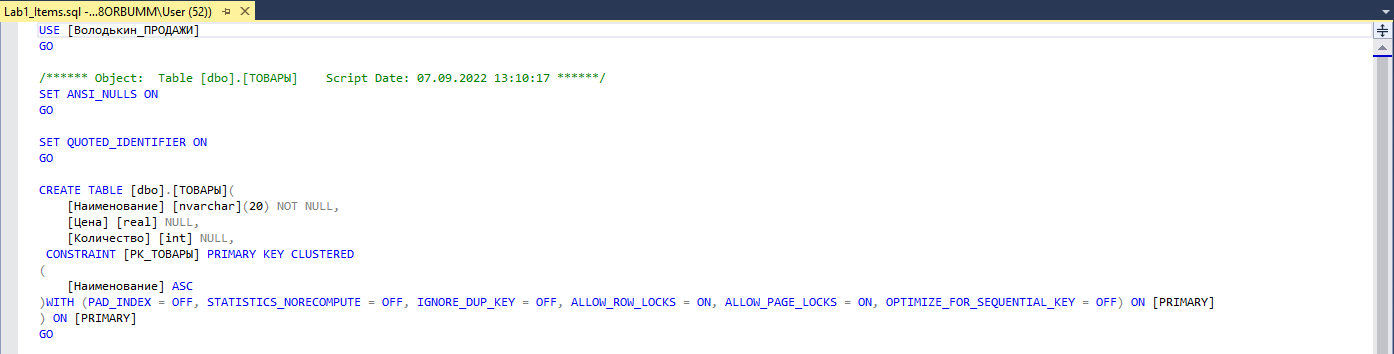 Lab1_Items.sql -...8ORBUMM\User (52))
USE [Володькин_ПРОДАЖИ]
GO
/****** Object:  Table [dbo].[ТОВАРЫ]    Script Date: 07.09.2022 13:10:17 ******/
SET ANSI_NULLS ON
GO
SET QUOTED_IDENTIFIER ON
GO
CREATE TABLE [dbo].[ТОВАРЫ](
    [Наименование] [nvarchar](20) NOT NULL,
    [Цена] [real] NULL,
    [Количество] [int] NULL,
 CONSTRAINT [PK_ТОВАРЫ] PRIMARY KEY CLUSTERED
(
    [Наименование] ASC
)WITH (PAD_INDEX = OFF, STATISTICS_NORECOMPUTE = OFF, IGNORE_DUP_KEY = OFF, ALLOW_ROW_LOCKS = ON, ALLOW_PAGE_LOCKS = ON, OPTIMIZE_FOR_SEQUENTIAL_KEY = OFF) ON [PRIMARY]
) ON [PRIMARY]
GO